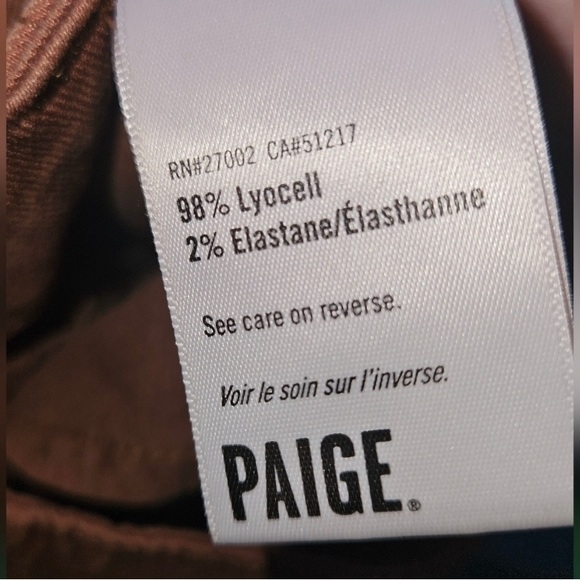 RN#27002 CA#51217
98% Lyocell
2% Elastane/Élasthanne
See care on reverse.
Voir le soin sur l'inverse.
PAIGE®